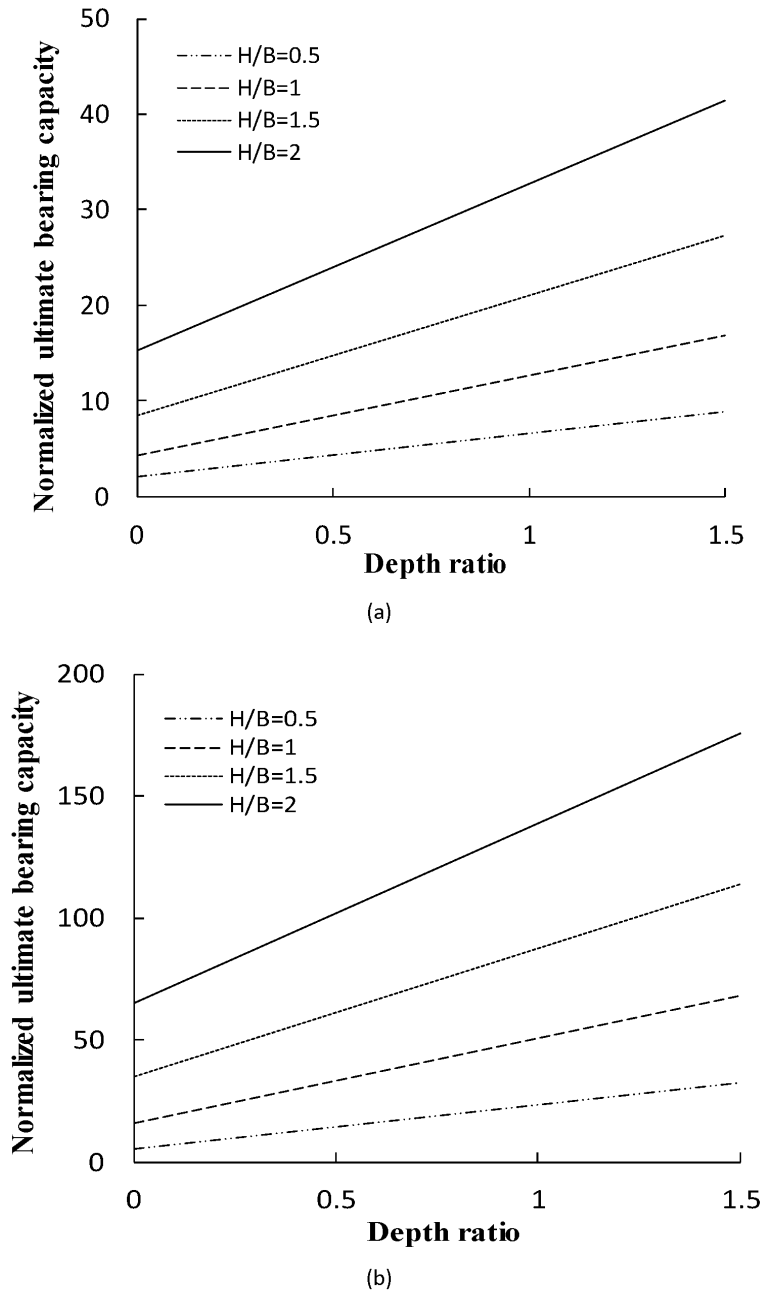 Normalized ultimate bearing capacity
50
40
30
20
10
0
H/B=0.5
H/B=1
H/B=1.5
H/B=2
0
0.5
1
1.5
Depth ratio
(a)
Normalized ultimate bearing capacity
200
150
100
50
0
H/B=0.5
H/B=1
H/B=1.5
H/B=2
0
0.5
1
1.5
Depth ratio
(b)